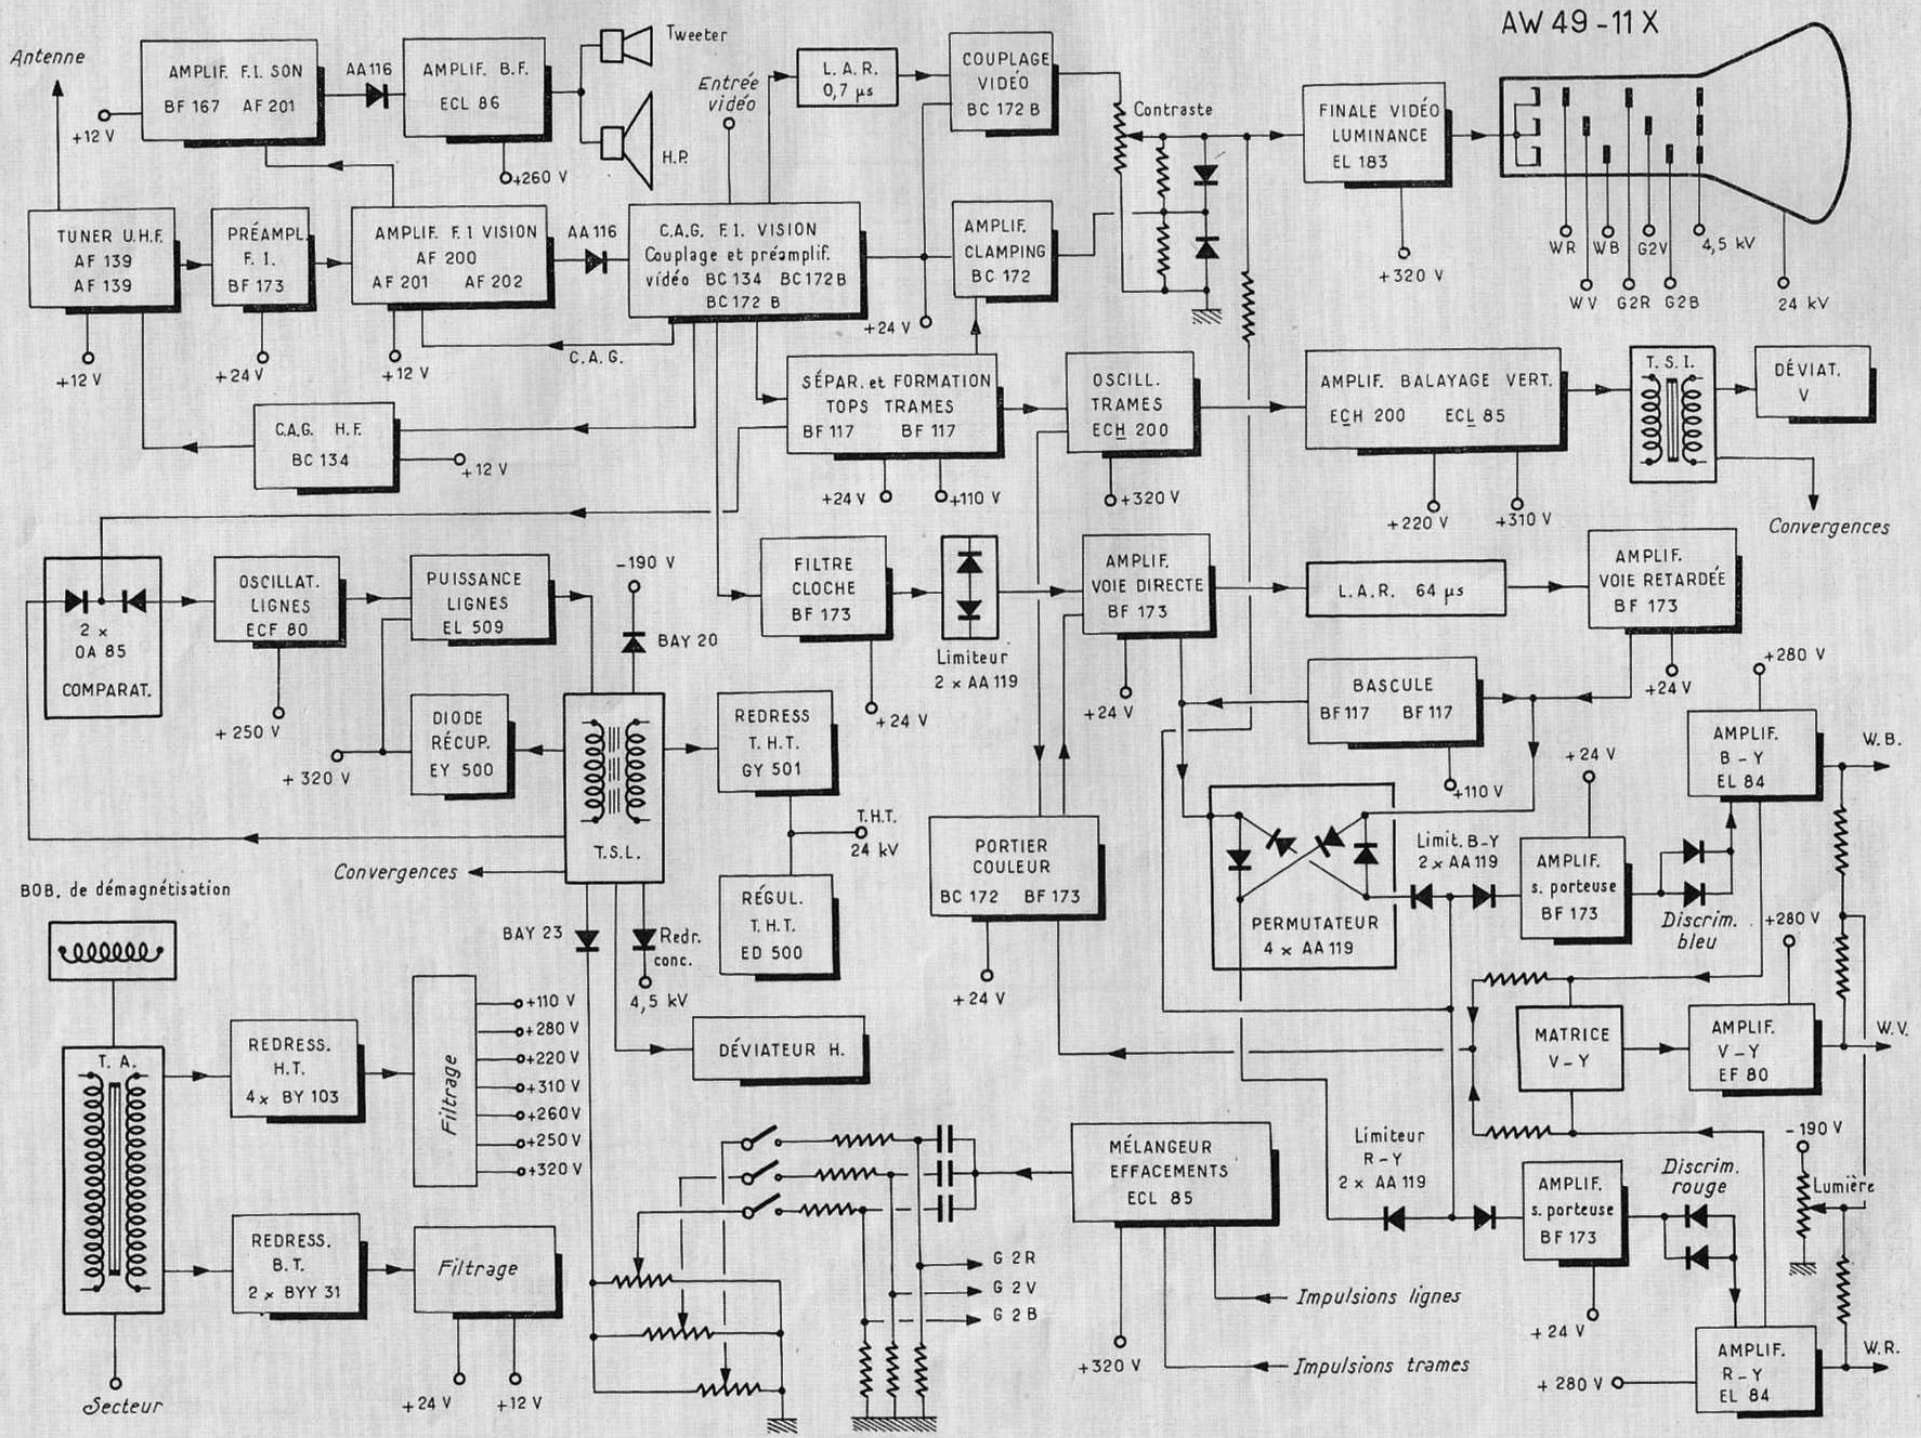 AW 49-11 X
Antenne
AMPLIF. F.I. SON
BF 167 AF 201
+12 V
AA 116
AMPLIF. B.F.
ECL 86
+260 V
Tweeter
H.P.
Entrée
vidéo
L. A. R.
0,7 µs
COUPLAGE
VIDÉO
BC 172 B
Contraste
FINALE VIDÉO
LUMINANCE
EL 183
+320 V
WR
WB
G2V
4,5 kV
WV
G2R
G2B
24 kV
TUNER U.H.F.
AF 139
AF 139
+12 V
PRÉAMPL.
F. I.
BF 173
+24 V
AMPLIF. F.I VISION
AF 200
AF 201 AF 202
+12 V
AA 116
C.A.G. F.I. VISION
Couplage et préamplif.
vidéo BC 134 BC 172 B
BC 172 B
C.A.G.
+24 V
AMPLIF.
CLAMPING
BC 172
C.A.G. H.F.
BC 134
+12 V
SÉPAR. et FORMATION
TOPS TRAMES
BF 117 BF 117
+24 V
+110 V
OSCILL.
TRAMES
ECH 200
+320 V
AMPLIF. BALAYAGE VERT.
ECH 200 ECL 85
+220 V
+310 V
T.S.I.
DÉVIAT.
V
Convergences
2 x
OA 85
COMPARAT.
OSCILLAT.
LIGNES
ECF 80
+ 250 V
PUISSANCE
LIGNES
EL 509
-190 V
BAY 20
FILTRE
CLOCHE
BF 173
+24 V
Limiteur
2 x AA 119
AMPLIF.
VOIE DIRECTE
BF 173
+24 V
L.A.R. 64 µs
AMPLIF.
VOIE RETARDÉE
BF 173
+24 V
DIODE
RÉCUP.
EY 500
+ 320 V
T.S.L.
REDRESS
T. H.T.
GY 501
T.H.T.
24 kV
RÉGUL.
T. H.T.
ED 500
Convergences
BAY 23
Redr.
conc.
4,5 kV
DÉVIATEUR H.
BASCULE
BF 117 BF 117
+110 V
+280 V
AMPLIF.
B - Y
EL 84
W.B.
+24 V
PORTIER
COULEUR
BC 172 BF 173
+24 V
PERMUTATEUR
4 x AA 119
Limit. B-Y
2 x AA 119
AMPLIF.
s. porteuse
BF 173
Discrim.
bleu
+280 V
MATRICE
V - Y
AMPLIF.
V - Y
EF 80
W.V.
BOB. de démagnétisation
T. A.
Secteur
REDRESS.
H.T.
4 x BY 103
Filtrage
+110 V
+280 V
+220 V
+310 V
+260 V
+250 V
+320 V
REDRESS.
B.T.
2 x BYY 31
Filtrage
+24 V
+12 V
G 2 R
G 2 V
G 2 B
MÉLANGEUR
EFFACEMENTS
ECL 85
+320 V
Impulsions lignes
Impulsions trames
Limiteur
R - Y
2 x AA 119
AMPLIF.
s. porteuse
BF 173
+ 24 V
Discrim.
rouge
- 190 V
Lumière
AMPLIF.
R - Y
EL 84
+ 280 V
W.R.